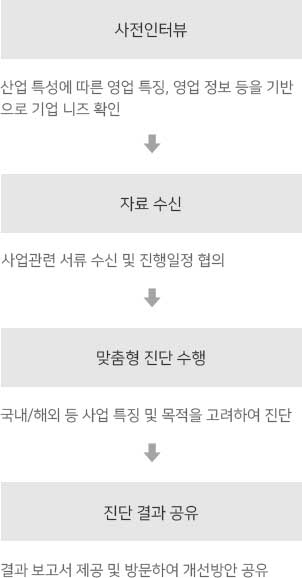 사전인터뷰
산업 특성에 따른 영업 특징, 영업 정보 등을 기반
으로 기업 니즈 확인
자료 수신
사업관련 서류 수신 및 진행일정 협의
맞춤형 진단 수행
국내/해외 등 사업 특징 및 목적을 고려하여 진단
진단 결과 공유
결과 보고서 제공 및 방문하여 개선방안 공유